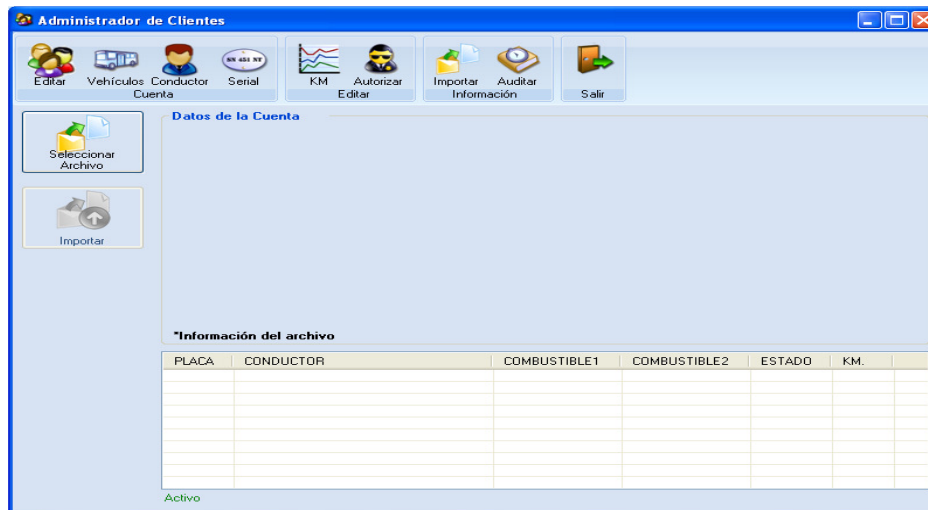 Administrador de Clientes
Editar Vehículos Conductor Serial KM Autorizar Importar Auditar
Cuenta Editar Información Salir
Datos de la Cuenta
Seleccionar
Archivo
Importar
*Información del archivo
PLACA CONDUCTOR COMBUSTIBLE1 COMBUSTIBLE2 ESTADO KM.
Activo